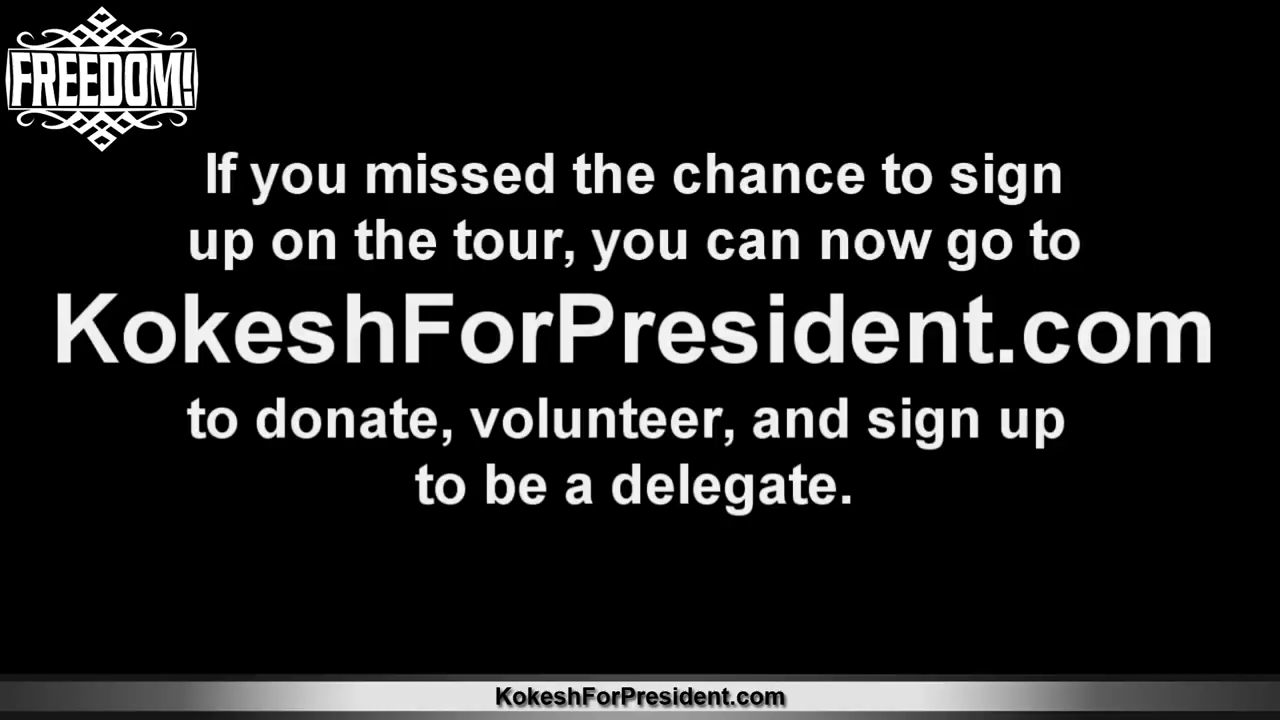 FREEDOM!
If you missed the chance to sign
up on the tour, you can now go to
KokeshForPresident.com
to donate, volunteer, and sign up
to be a delegate.
KokeshForPresident.com